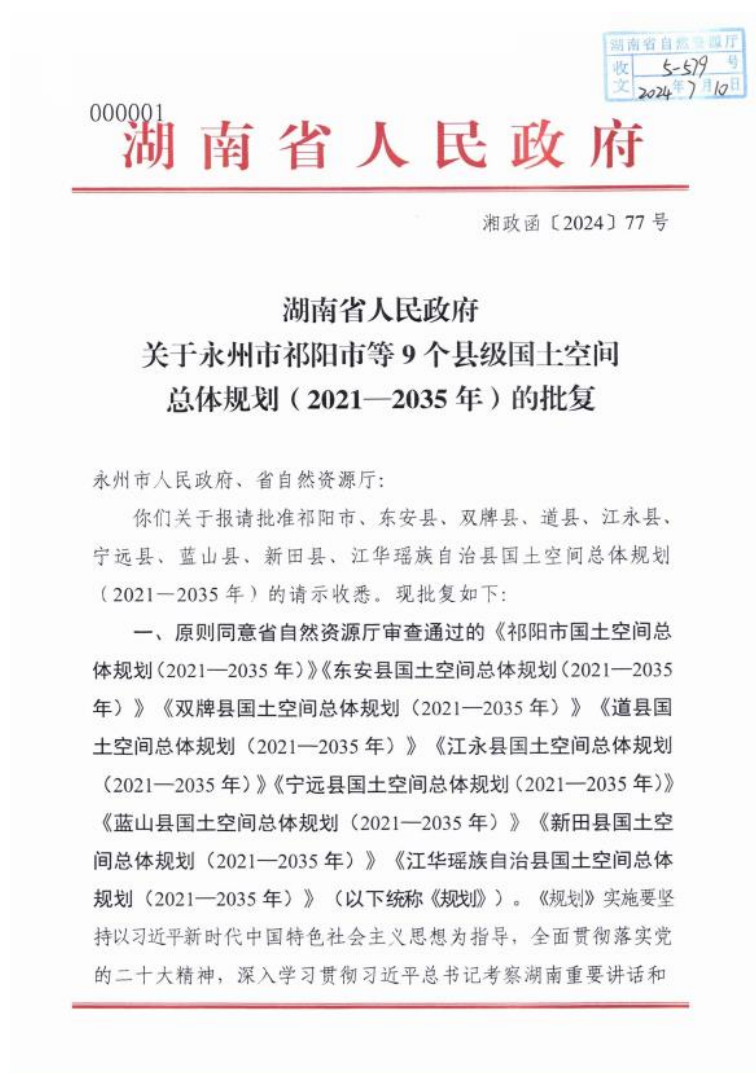 湖南省自然资源厅
收 5-579 号
文 2024年7月10日
000001
湖南省人民政府
湘政函〔2024〕77号
湖南省人民政府
关于永州市祁阳市等9个县级国土空间
总体规划（2021—2035年）的批复
永州市人民政府、省自然资源厅：
你们关于报请批准祁阳市、东安县、双牌县、道县、江永县、
宁远县、蓝山县、新田县、江华瑶族自治县国土空间总体规划
（2021—2035年）的请示收悉。现批复如下：
一、原则同意省自然资源厅审查通过的《祁阳市国土空间总
体规划（2021—2035年）》《东安县国土空间总体规划（2021—2035
年）》《双牌县国土空间总体规划（2021—2035年）》《道县国
土空间总体规划（2021—2035年）》《江永县国土空间总体规划
（2021—2035年）》《宁远县国土空间总体规划（2021—2035年）》
《蓝山县国土空间总体规划（2021—2035年）》《新田县国土空
间总体规划（2021—2035年）》《江华瑶族自治县国土空间总体
规划（2021—2035年）》（以下统称《规划》）。《规划》实施要坚
持以习近平新时代中国特色社会主义思想为指导，全面贯彻落实党
的二十大精神，深入学习贯彻习近平总书记考察湖南重要讲话和